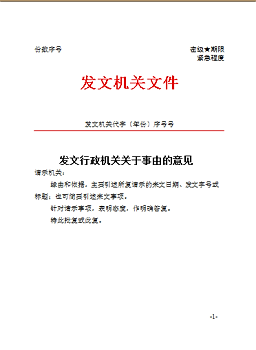 份数序号 密级★期限
紧急程度
发文机关文件
发文机关代字（年份）序号号
发文行政机关关于事由的意见
请示机关：
缘由和依据。主要引述所复请示的来文日期、发文字号或
标题；也可简要引述来文事项。
针对请示事项，表明态度，作明确答复。
特此批复或此复。
-1-